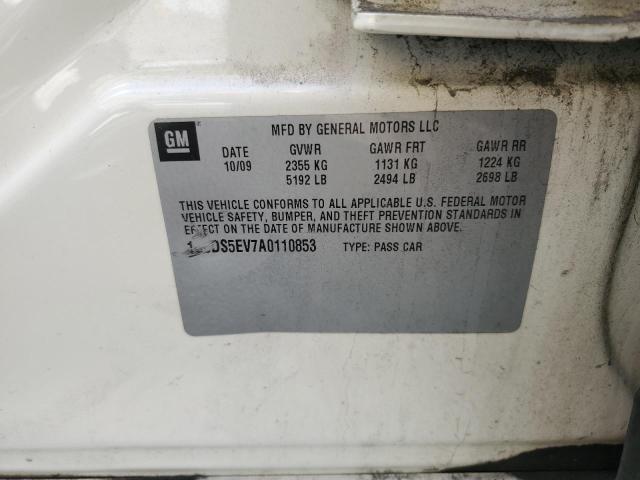 GM
MFD BY GENERAL MOTORS LLC
DATE GVWR GAWR FRT GAWR RR
10/09 2355 KG 1131 KG 1224 KG
5192 LB 2494 LB 2698 LB
THIS VEHICLE CONFORMS TO ALL APPLICABLE U.S. FEDERAL MOTOR
VEHICLE SAFETY, BUMPER, AND THEFT PREVENTION STANDARDS IN
EFFECT ON THE DATE OF MANUFACTURE SHOWN ABOVE.
TYPE: PASS CAR